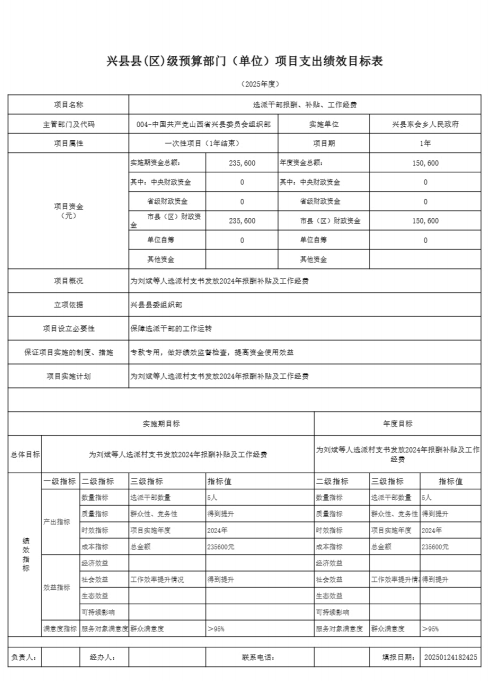 兴县县(区)级预算部门（单位）项目支出绩效目标表
（2025年度）
项目名称 选派干部报酬、补贴、工作经费
主管部门及代码 004-中国共产党山西省兴县委员会组织部 实施单位 兴县东会乡人民政府
项目属性 一次性项目（1年结束） 项目期 1年
项目资金（元） 实施期资金总额： 235,600 年度资金总额： 150,600
其中：中央财政资金 0 其中：中央财政资金 0
省级财政资金 0 省级财政资金 0
市县（区）财政资金 235,600 市县（区）财政资金 150,600
单位自筹 0 单位自筹 0
其他资金 其他资金
项目概况 为刘斌等人选派村支书发放2024年报酬补贴及工作经费
立项依据 兴县县委组织部
项目设立必要性 保障选派干部的工作运转
保证项目实施的制度、措施 专款专用，做好绩效监督检查，提高资金使用效益
项目实施计划 为刘斌等人选派村支书发放2024年报酬补贴及工作经费
实施期目标 年度目标
总体目标 为刘斌等人选派村支书发放2024年报酬补贴及工作经费 为刘斌等人选派村支书发放2024年报酬补贴及工作经费
绩效指标 一级指标 二级指标 三级指标 指标值 二级指标 三级指标 指标值
产出指标 数量指标 选派干部数量 5人 数量指标 选派干部数量 5人
质量指标 群众性、党务性 得到提升 质量指标 群众性、党务性 得到提升
时效指标 项目实施年度 2024年 时效指标 项目实施年度 2024年
成本指标 总金额 235600元 成本指标 总金额 235600元
效益指标 经济效益 经济效益
社会效益 工作效率提升情况 得到提升 社会效益 工作效率提升情 得到提升
生态效益 生态效益
可持续影响 可持续影响
满意度指标 服务对象满意度 群众满意度 >95% 服务对象满意度 群众满意度 >95%
负责人： 经办人： 联系电话： 填报日期： 20250124182425